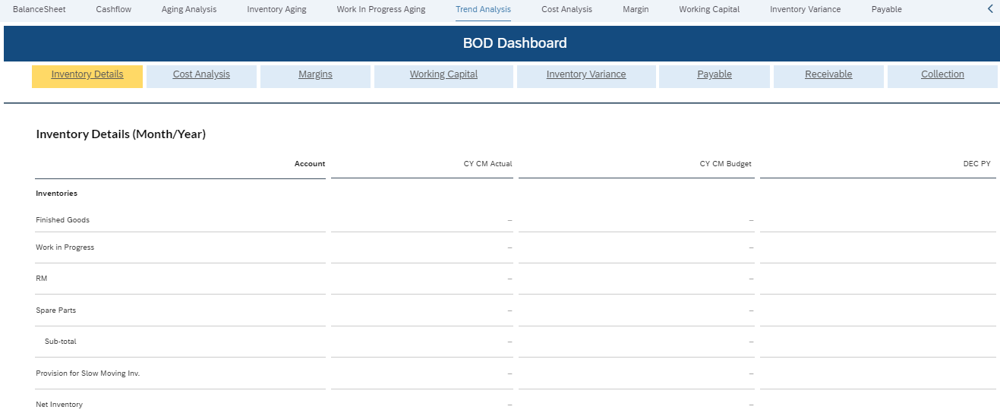 BalanceSheet Cashflow Aging Analysis Inventory Aging Work In Progress Aging Trend Analysis Cost Analysis Margin Working Capital Inventory Variance Payable
BOD Dashboard
Inventory Details Cost Analysis Margins Working Capital Inventory Variance Payable Receivable Collection
Inventory Details (Month/Year)
Account CY CM Actual CY CM Budget DEC PY
Inventories
Finished Goods – –
Work in Progress – –
RM – –
Spare Parts – –
Sub-total – –
Provision for Slow Moving Inv. – –
Net Inventory – –